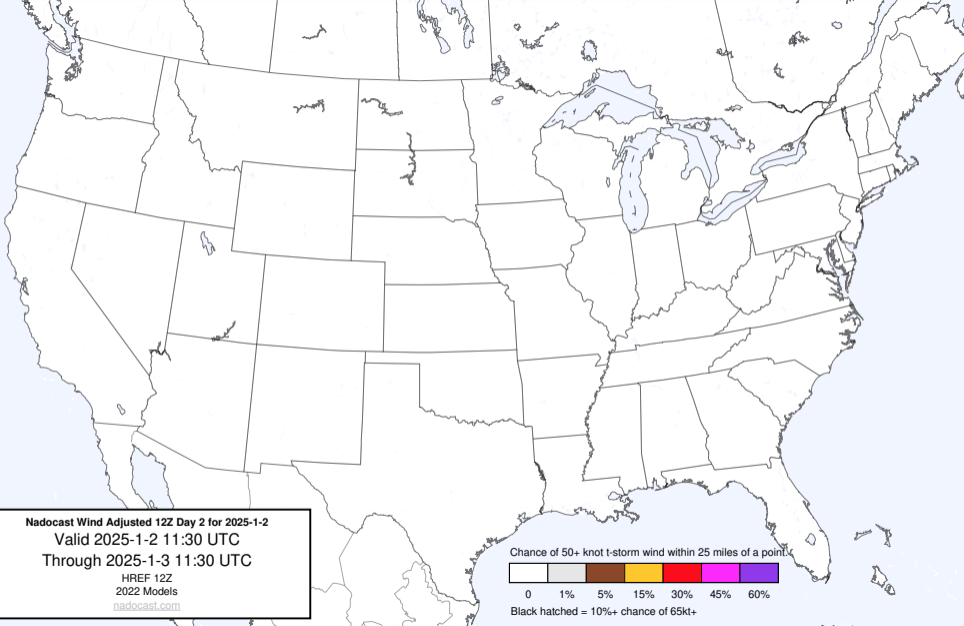 Nadocast Wind Adjusted 12Z Day 2 for 2025-1-2
Valid 2025-1-2 11:30 UTC
Through 2025-1-3 11:30 UTC
HREF 12Z
2022 Models
nadocast.com
Chance of 50+ knot t-storm wind within 25 miles of a point.
0 1% 5% 15% 30% 45% 60%
Black hatched = 10%+ chance of 65kt+